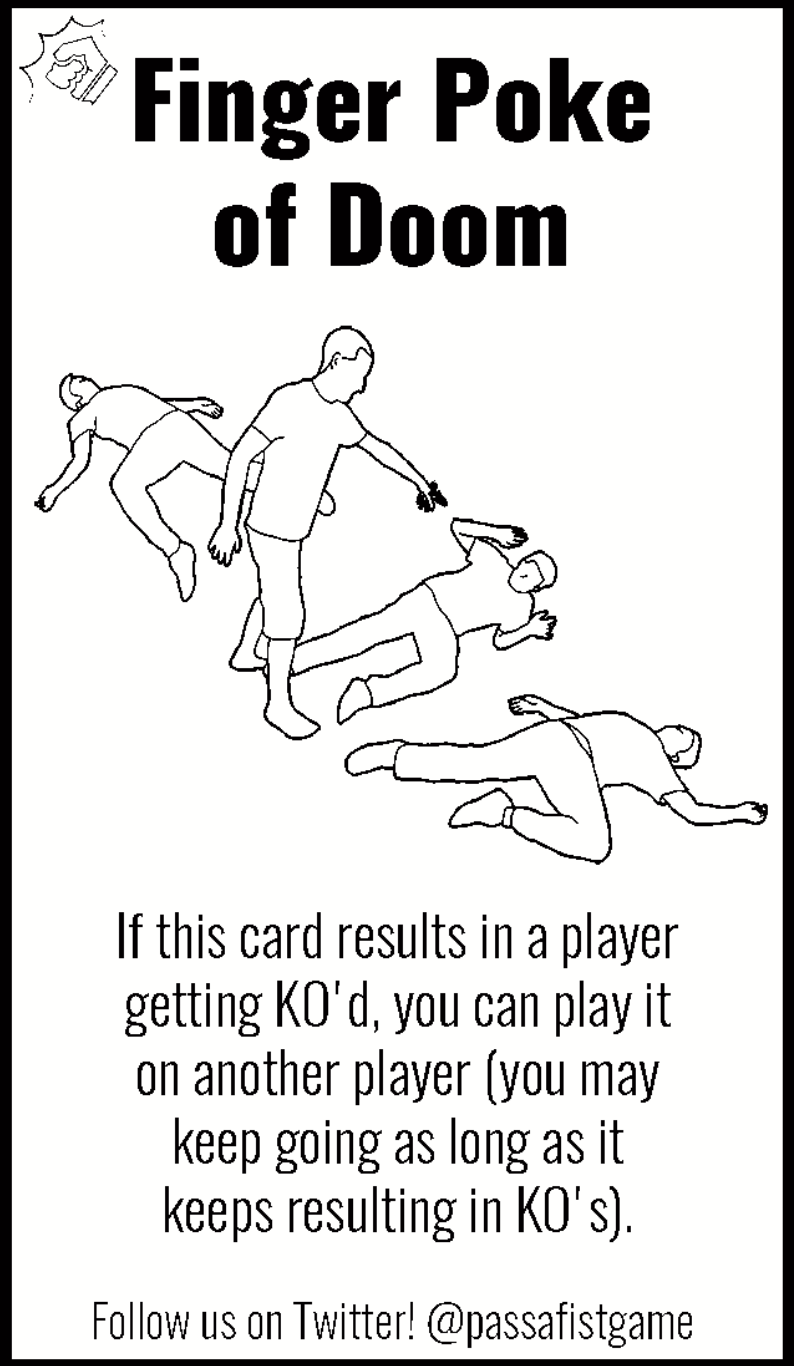 Finger Poke
of Doom
If this card results in a player
getting KO'd, you can play it
on another player (you may
keep going as long as it
keeps resulting in KO's).
Follow us on Twitter! @passafistgame